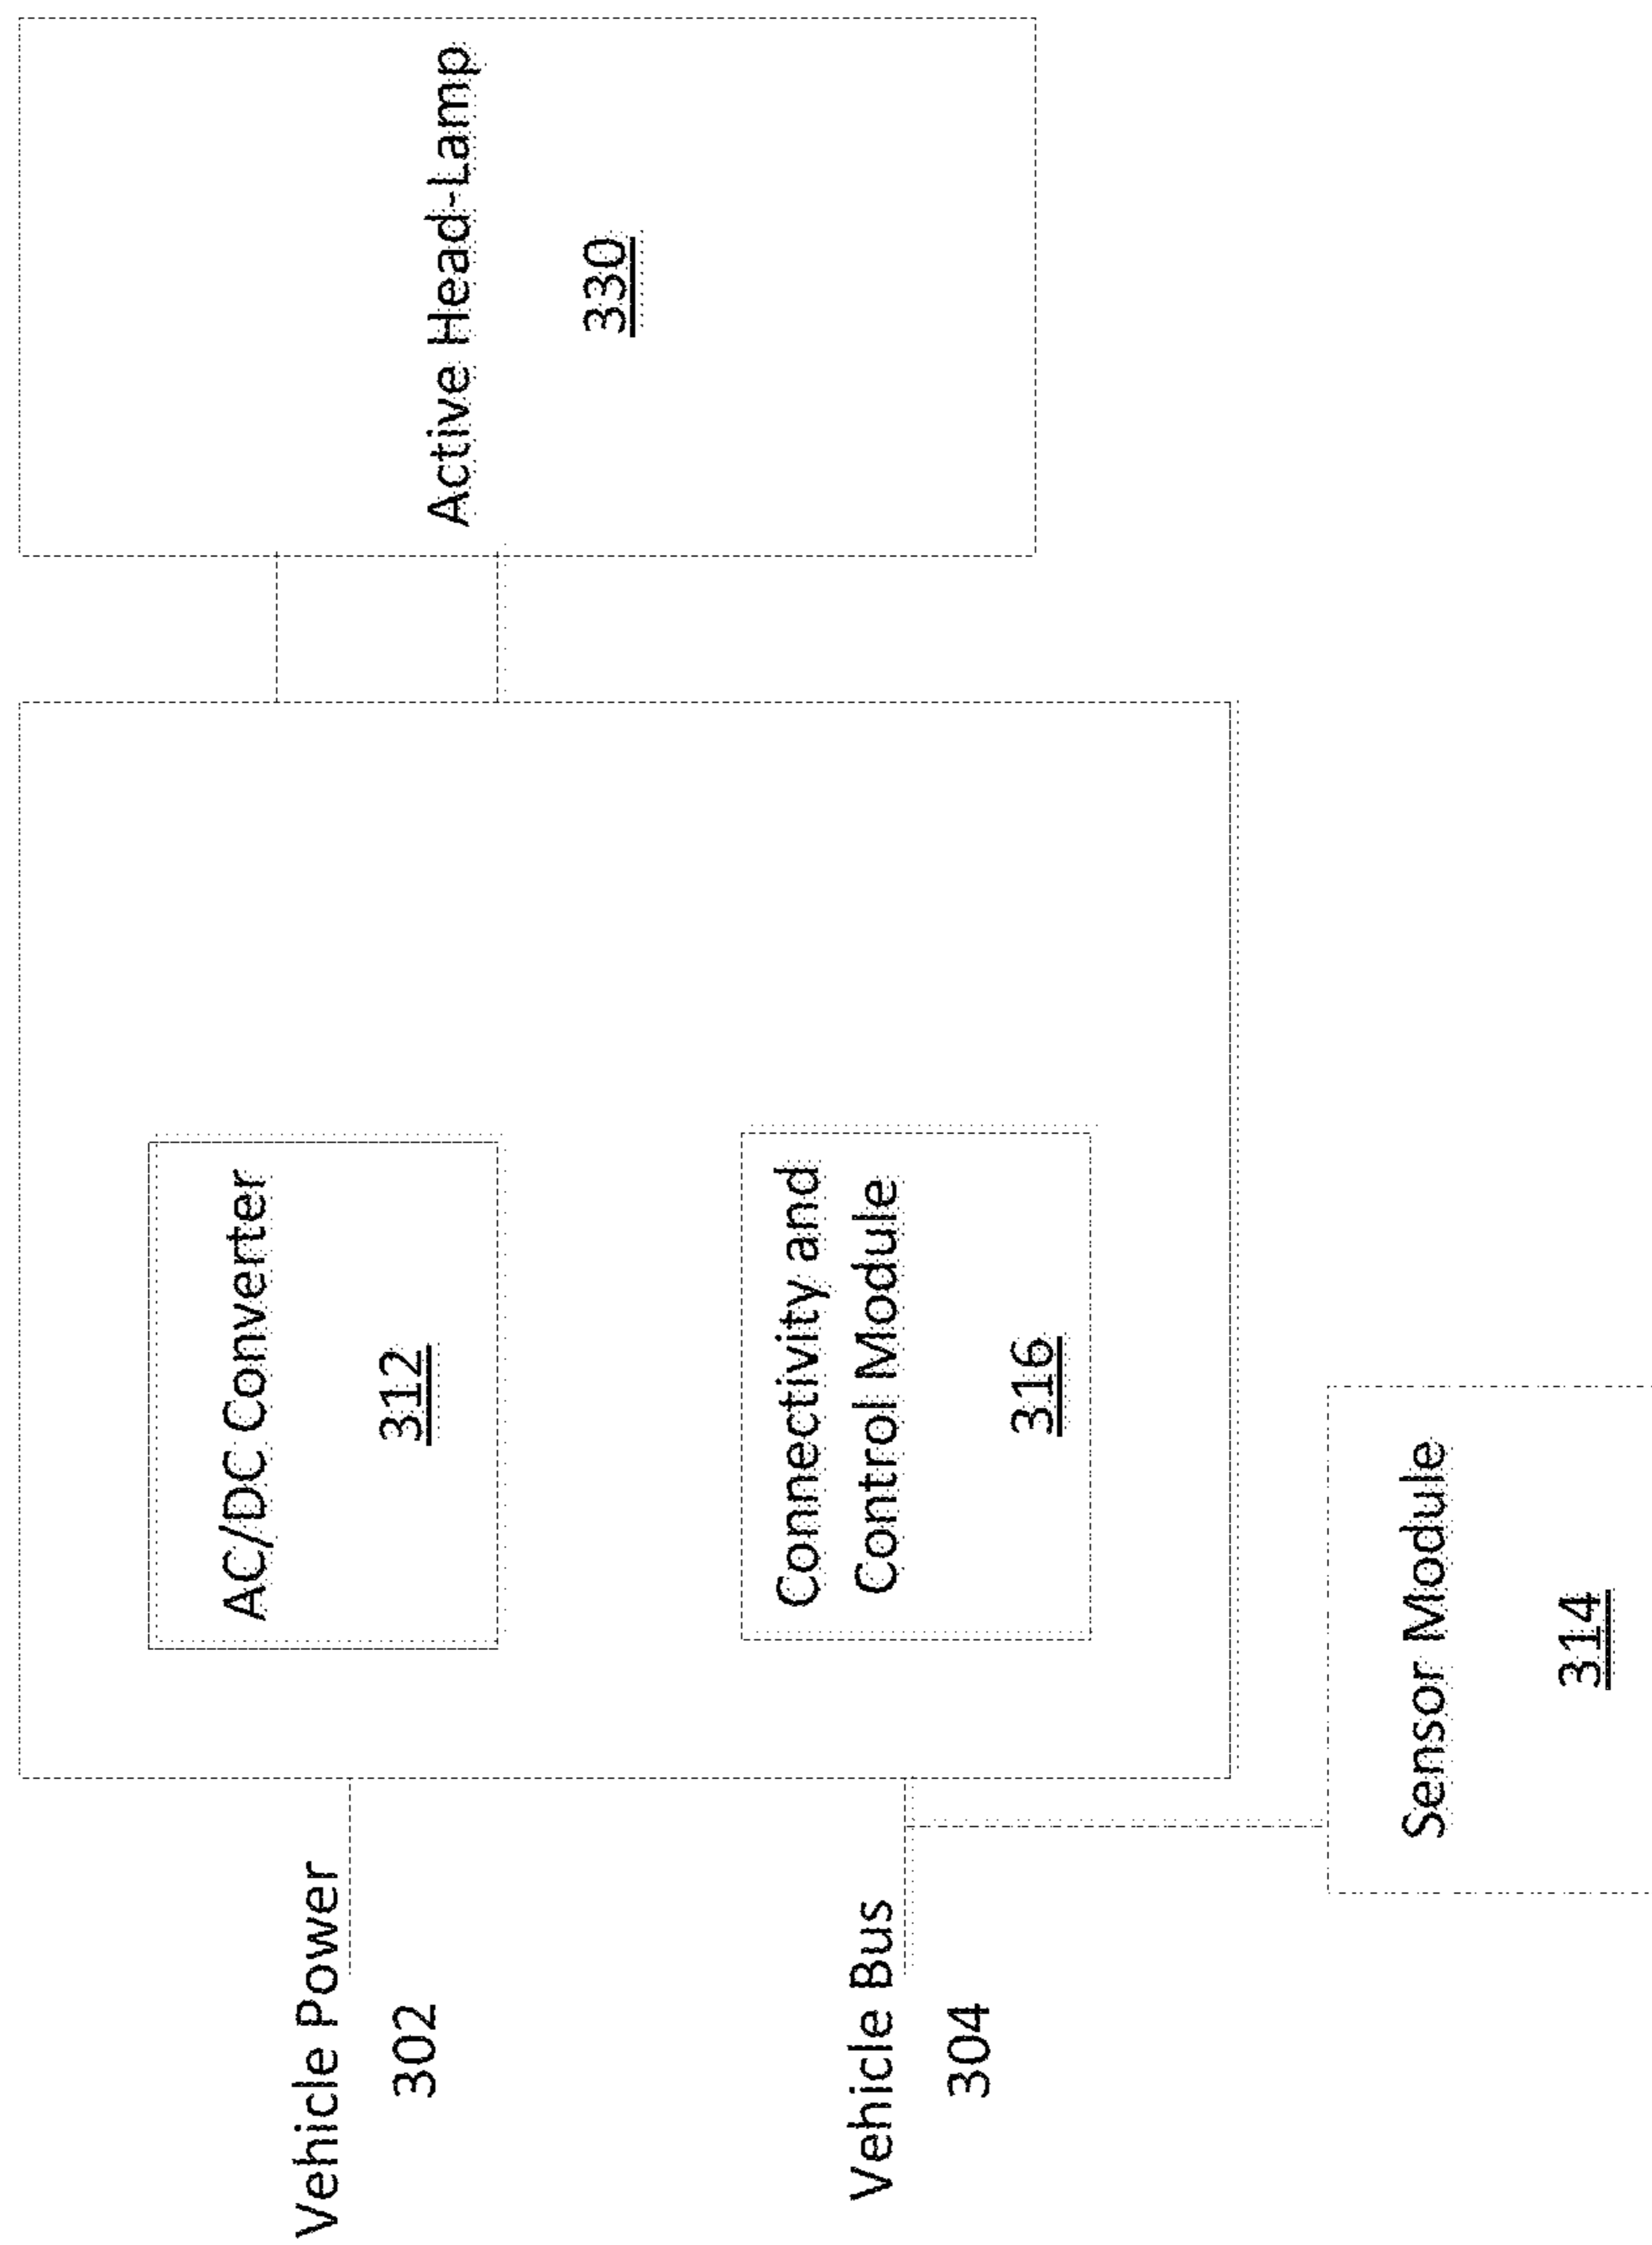 Vehicle Power
302
AC/DC Converter
312
Active Head-Lamp
330
Vehicle Bus
304
Connectivity and
Control Module
316
Sensor Module
314